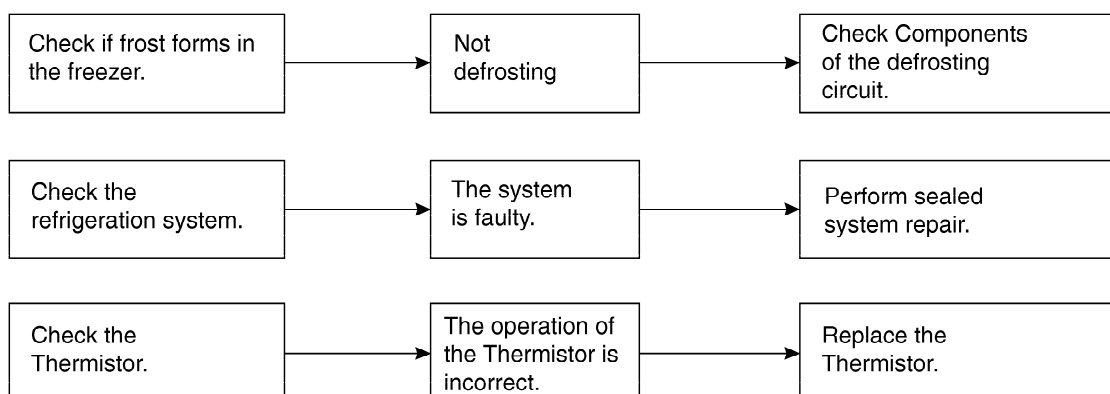 Check if frost forms in
the freezer.
Not
defrosting
Check Components
of the defrosting
circuit.
Check the
refrigeration system.
The system
is faulty.
Perform sealed
system repair.
Check the
Thermistor.
The operation of
the Thermistor is
incorrect.
Replace the
Thermistor.